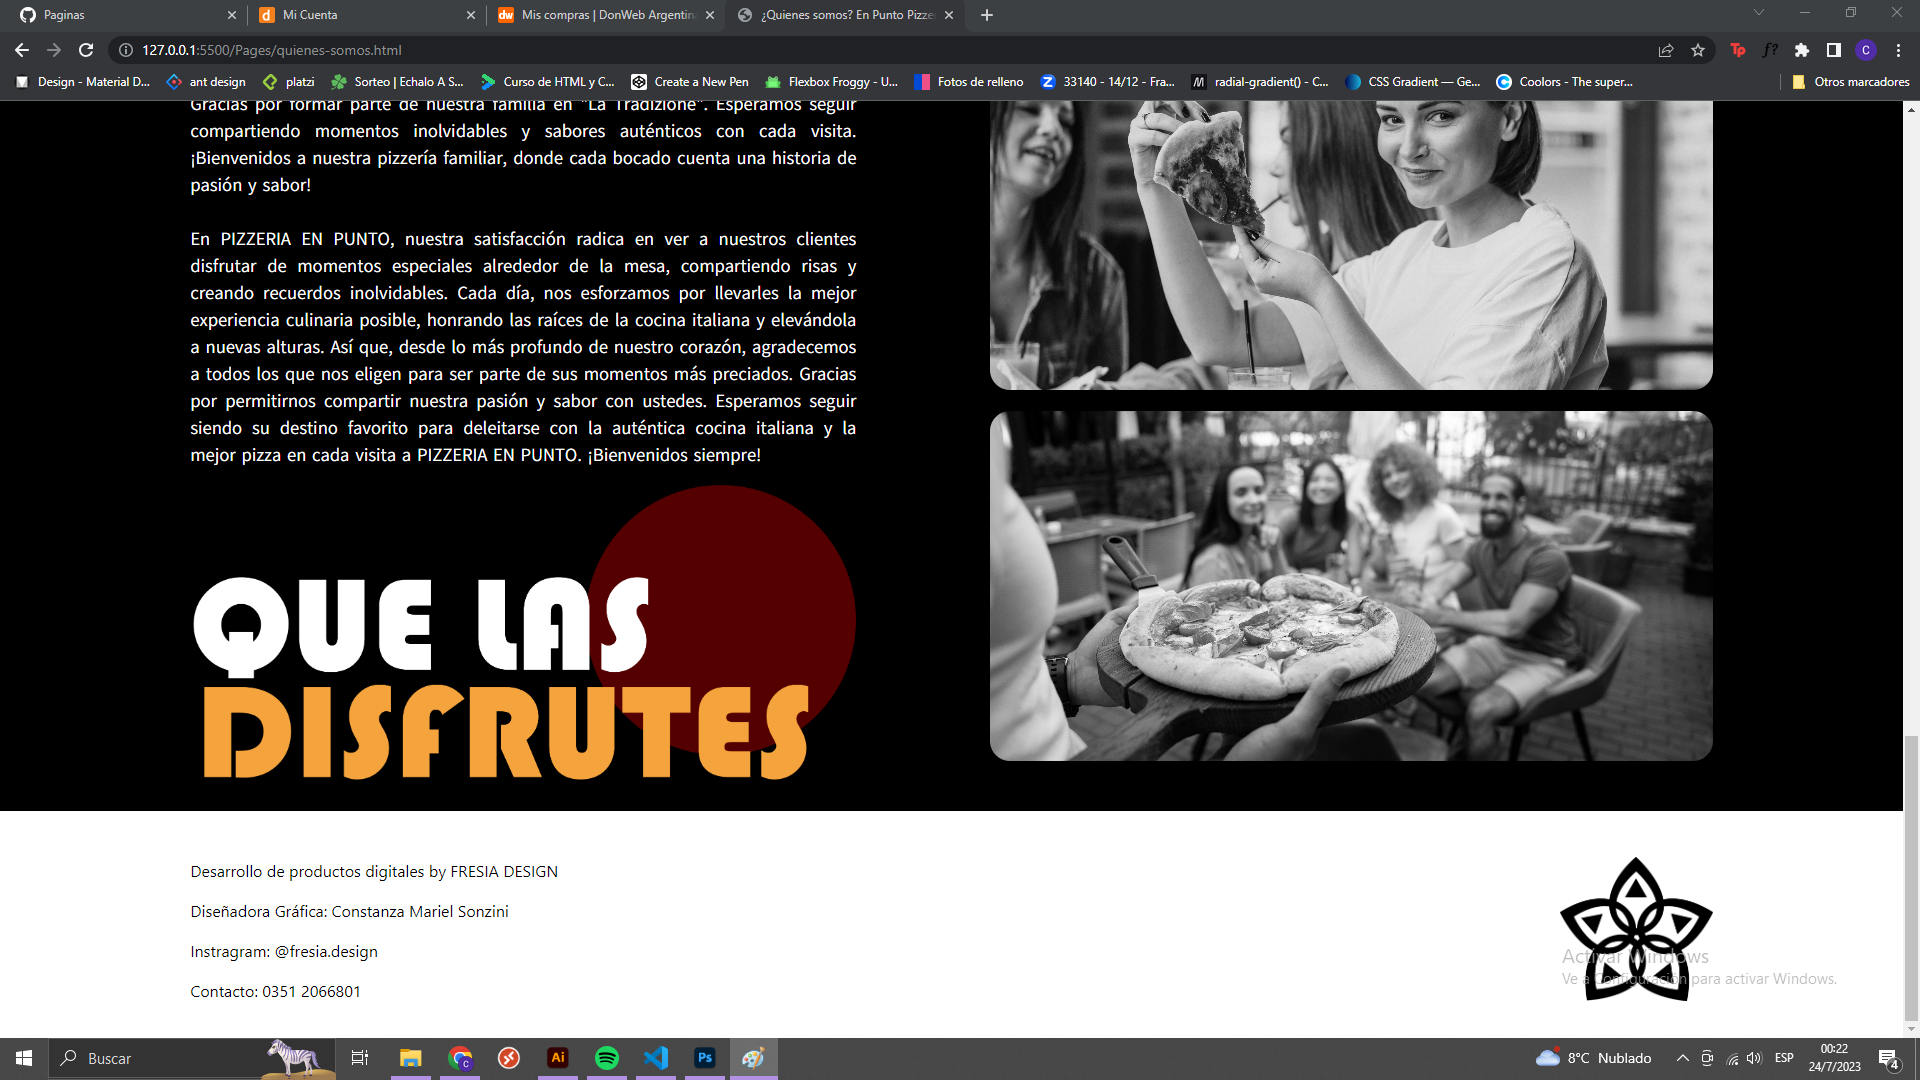 Paginas
Mi Cuenta
Mis compras | DonWeb Argentin
¿Quienes somos? En Punto Pizze
127.0.0.1:5500/Pages/quienes-somos.html
Design - Material D...
ant design
platzi
Sorteo | Echalo A S...
Curso de HTML y C...
Create a New Pen
Flexbox Froggy - U...
Fotos de relleno
33140 - 14/12 - Fra...
radial-gradient() - C...
CSS Gradient — Ge...
Coolors - The super...
Otros marcadores
Gracias por formar parte de nuestra familia en "La Tradizione". Esperamos seguir
compartiendo momentos inolvidables y sabores auténticos con cada visita.
¡Bienvenidos a nuestra pizzería familiar, donde cada bocado cuenta una historia de
pasión y sabor!
En PIZZERIA EN PUNTO, nuestra satisfacción radica en ver a nuestros clientes
disfrutar de momentos especiales alrededor de la mesa, compartiendo risas y
creando recuerdos inolvidables. Cada día, nos esforzamos por llevarles la mejor
experiencia culinaria posible, honrando las raíces de la cocina italiana y elevándola
a nuevas alturas. Así que, desde lo más profundo de nuestro corazón, agradecemos
a todos los que nos eligen para ser parte de sus momentos más preciados. Gracias
por permitirnos compartir nuestra pasión y sabor con ustedes. Esperamos seguir
siendo su destino favorito para deleitarse con la auténtica cocina italiana y la
mejor pizza en cada visita a PIZZERIA EN PUNTO. ¡Bienvenidos siempre!
QUE LAS
DISFRUTES
Desarrollo de productos digitales by FRESIA DESIGN
Diseñadora Gráfica: Constanza Mariel Sonzini
Instragram: @fresia.design
Contacto: 0351 2066801
Activar Windows
Ve a Configuración para activar Windows.
Buscar
8°C Nublado
ESP
00:22
24/7/2023
4